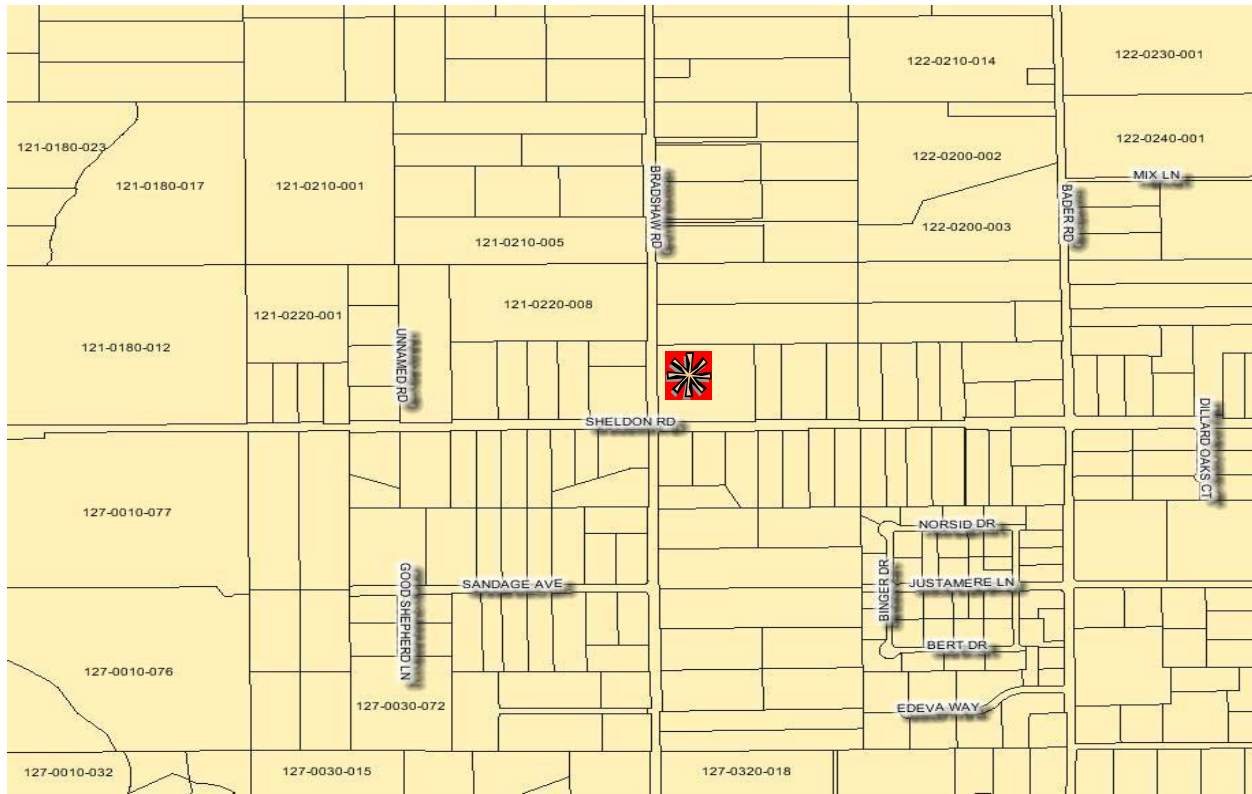 122-0230-001
122-0210-014
122-0240-001
121-0180-023
122-0200-002
MIX LN
121-0180-017
121-0210-001
BRADSHAW RD
BADER RD
122-0200-003
121-0210-005
121-0220-008
121-0220-001
121-0180-012
UNNAMED RD
SHELDON RD
DILLARD OAKS CT
127-0010-077
NORSID DR
SANDAGE AVE
JUSTAMERE LN
GOOD SHEPHERD LN
BINGER DR
BERT DR
127-0010-076
127-0030-072
EDEVA WAY
127-0010-032
127-0030-015
127-0320-018